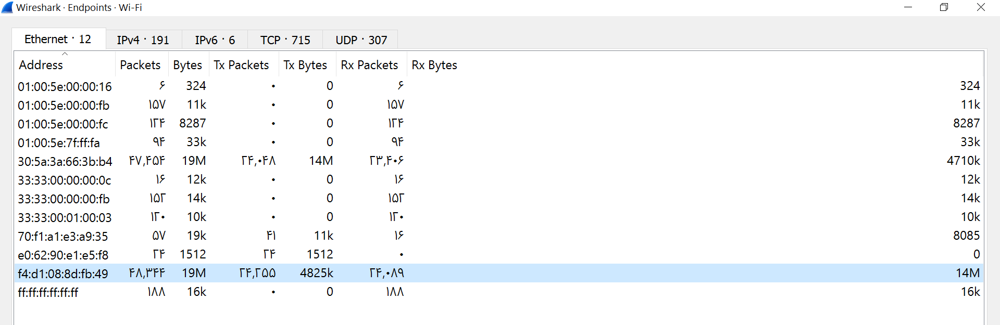 Wireshark · Endpoints · Wi-Fi
Ethernet · 12 IPv4 · 191 IPv6 · 6 TCP · 715 UDP · 307
Address Packets Bytes Tx Packets Tx Bytes Rx Packets Rx Bytes
01:00:5e:00:00:16 ۶ 324 ۰ 0 ۶ 324
01:00:5e:00:00:fb ۱۵۷ 11k ۰ 0 ۱۵۷ 11k
01:00:5e:00:00:fc ۱۲۴ 8287 ۰ 0 ۱۲۴ 8287
01:00:5e:7f:ff:fa ۹۴ 33k ۰ 0 ۹۴ 33k
30:5a:3a:66:3b:b4 ۴۷,۴۵۴ 19M ۲۴,۰۴۸ 14M ۲۳,۴۰۶ 4710k
33:33:00:00:00:0c ۱۶ 12k ۰ 0 ۱۶ 12k
33:33:00:00:00:fb ۱۵۲ 14k ۰ 0 ۱۵۲ 14k
33:33:00:01:00:03 ۱۲۰ 10k ۰ 0 ۱۲۰ 10k
70:f1:a1:e3:a9:35 ۵۷ 19k ۴۱ 11k ۱۶ 8085
e0:62:90:e1:e5:f8 ۲۴ 1512 ۲۴ 1512 ۰ 0
f4:d1:08:8d:fb:49 ۴۸,۳۴۴ 19M ۲۴,۲۵۵ 4825k ۲۴,۰۸۹ 14M
ff:ff:ff:ff:ff:ff ۱۸۸ 16k ۰ 0 ۱۸۸ 16k